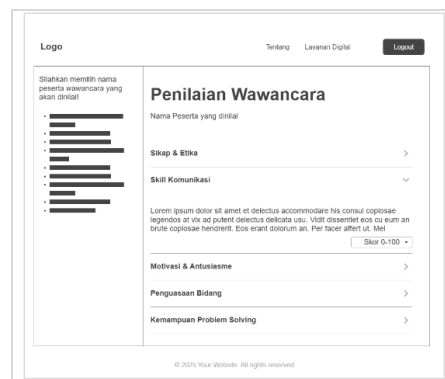 Logo
Tentang
Layanan Digital
Logout
Silahkan memilih nama
peserta wawancara yang
akan dinilai!
Penilaian Wawancara
Nama Peserta yang dinilai
Sikap & Etika
Skill Komunikasi
Lorem ipsum dolor sit amet et delectus accommodare his consul copiosae
legendos at vix ad putent delectus delicata usu. Vidit dissentiet eos cu eum an
brute copiosae hendrerit. Eos erant dolorum an. Per facer affert ut. Mel
Skor 0-100
Motivasi & Antusiasme
Penguasaan Bidang
Kemampuan Problem Solving
© 2025 Your Website. All rights reserved.